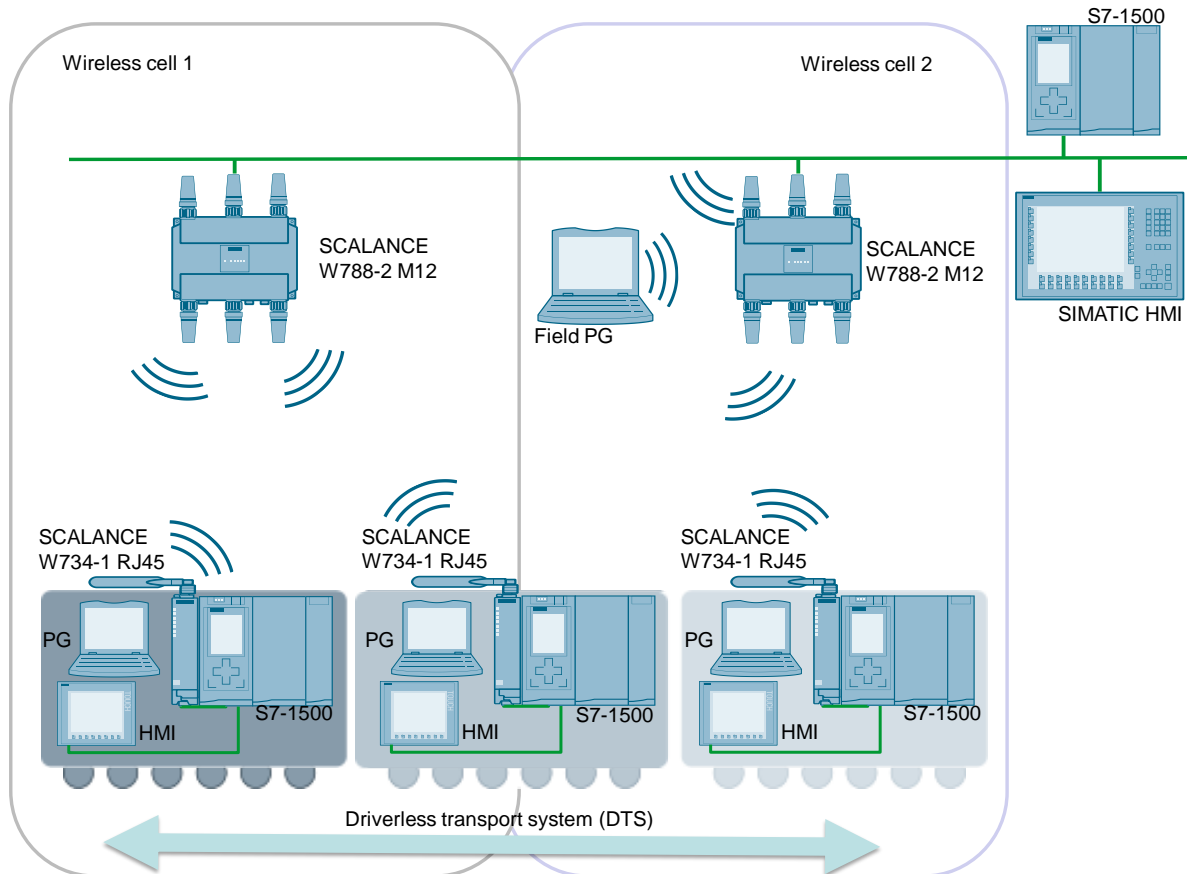 S7-1500
Wireless cell 1
Wireless cell 2
SCALANCE
W788-2 M12
SCALANCE
W788-2 M12
Field PG
SIMATIC HMI
SCALANCE
W734-1 RJ45
SCALANCE
W734-1 RJ45
SCALANCE
W734-1 RJ45
PG
PG
PG
S7-1500
S7-1500
S7-1500
HMI
HMI
HMI
Driverless transport system (DTS)